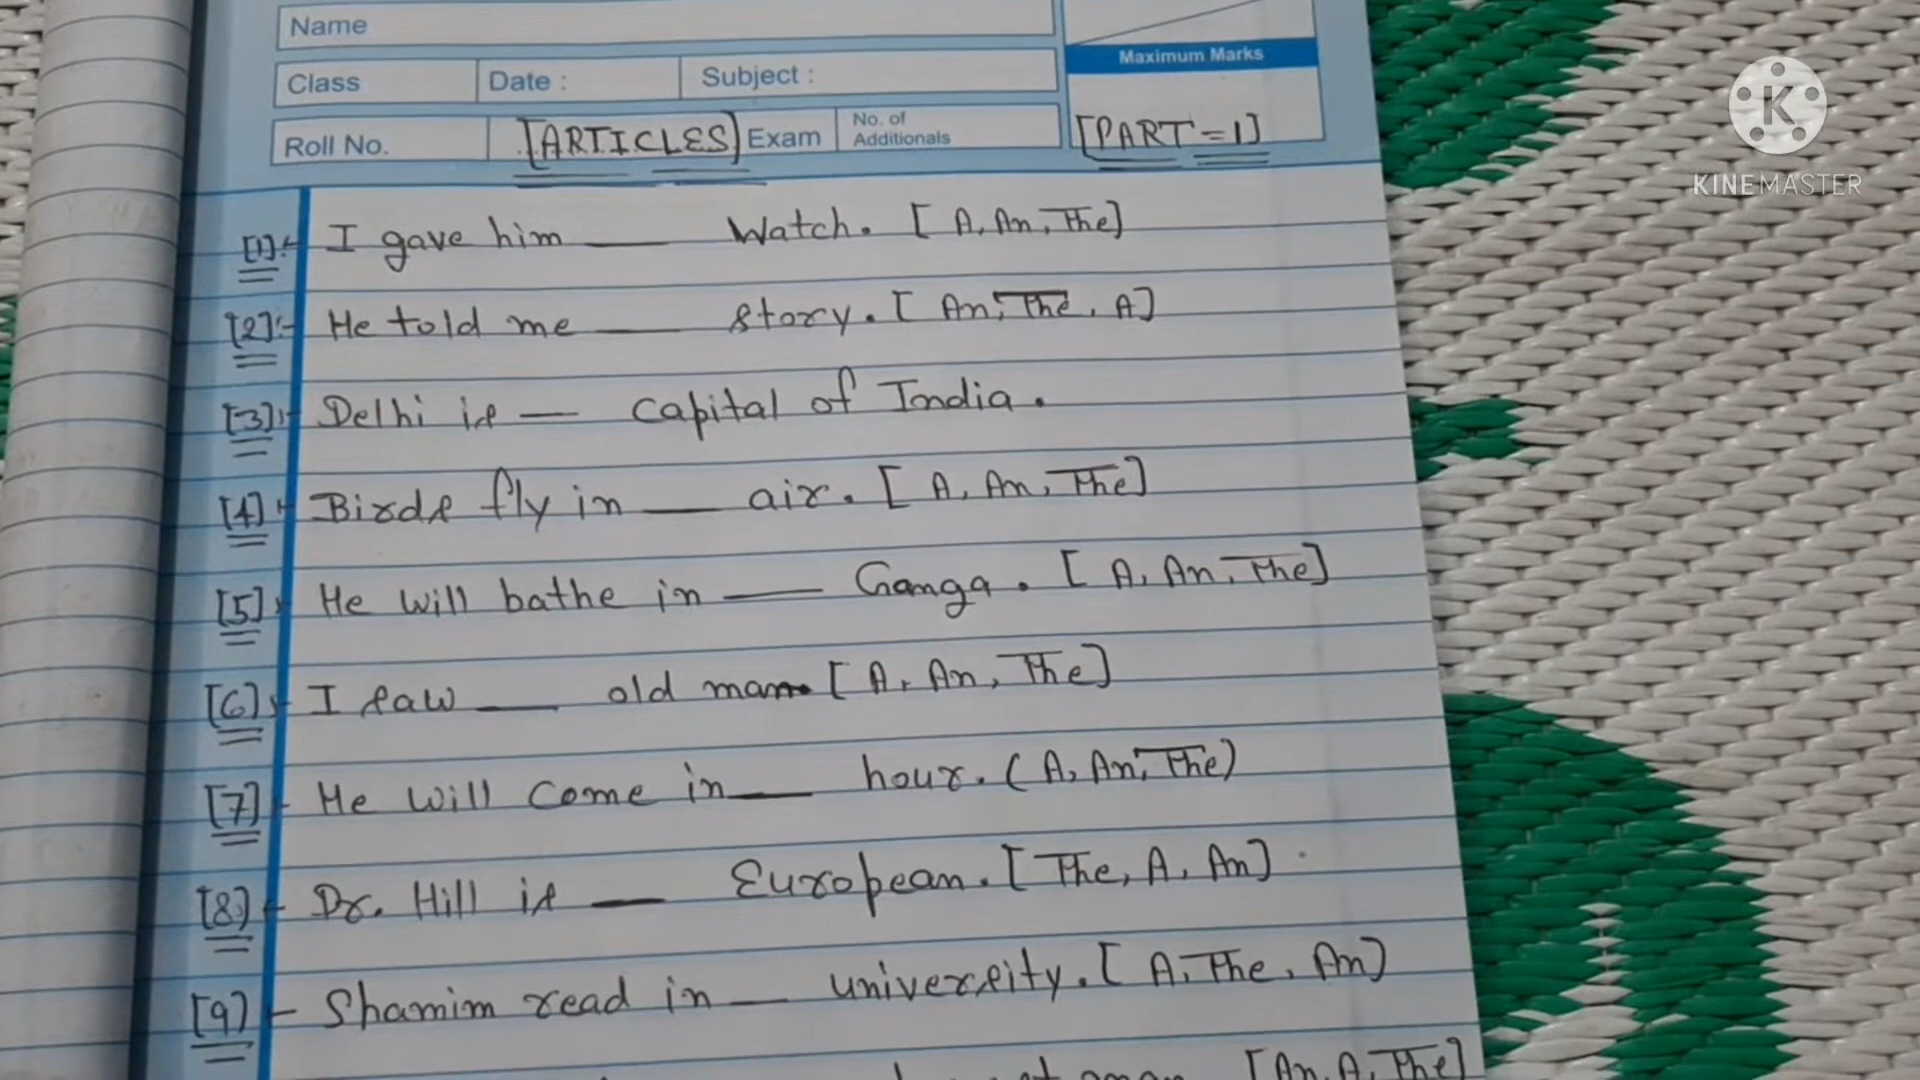 Name
Class Date : Subject :
Maximum Marks
Roll No. [ARTICLES] Exam No. of Additionals [PART-1]
KINEMASTER
[1]:- I gave him ___ Watch. [ A, An, The]
[2]:- He told me ___ story. [ An, The, A]
[3]:- Delhi is ___ capital of India.
[4]:- Birds fly in ___ air. [ A, An, The]
[5]:- He will bathe in ___ Ganga. [ A, An, The]
[6]:- I saw ___ old man [ A, An, The]
[7]:- He will come in ___ hour. (A, An, The)
[8]:- Dr. Hill is ___ European. [ The, A, An]
[9]:- Shamim read in ___ university. [ A, The, An]
[An, A, The]